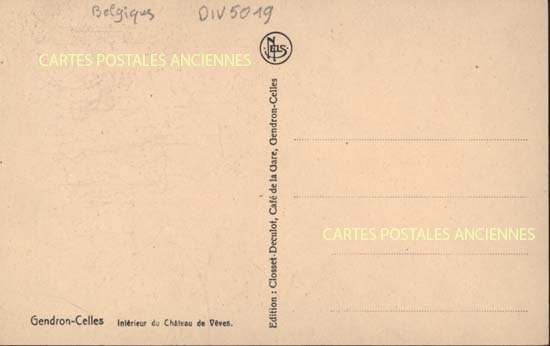 Belgique DIV5019
CARTES POSTALES ANCIENNES
NELS
Edition : Closset-Deculot, Café de la Gare, Gendron-Celles
CARTES POSTALES ANCIENNES
Gendron-Celles Intérieur du Château de Vêves.